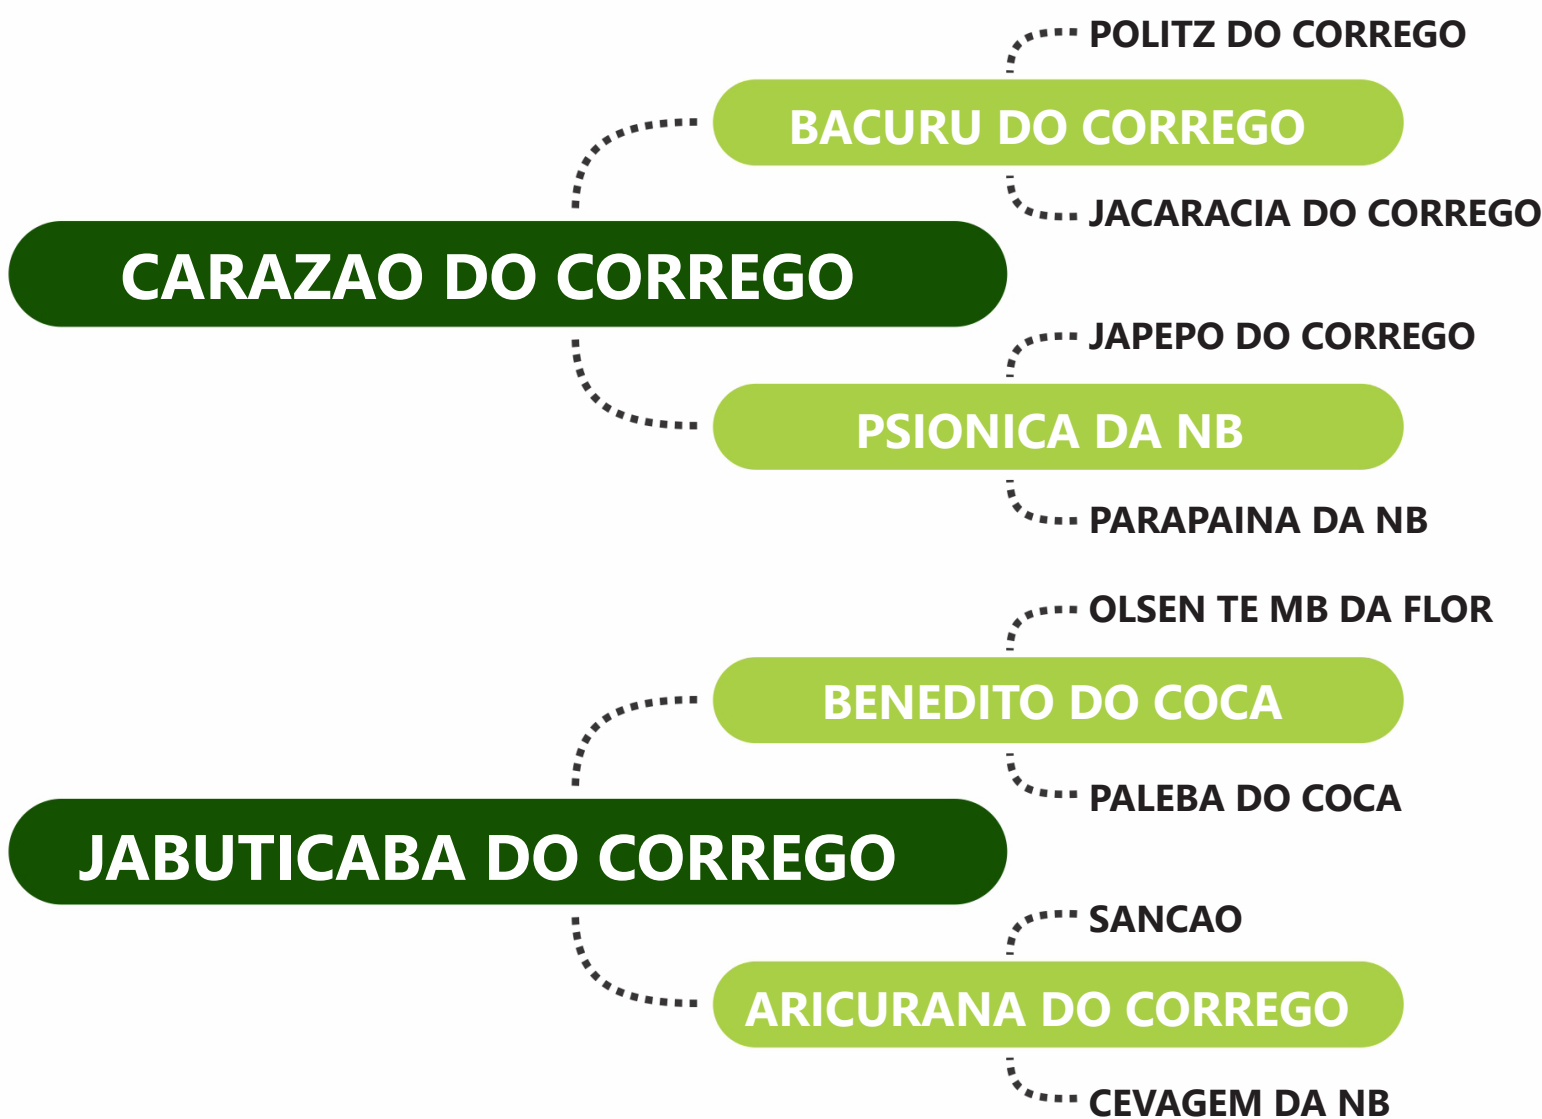 POLITZ DO CORREGO
BACURU DO CORREGO
JACARACIA DO CORREGO
CARAZAO DO CORREGO
JAPEPO DO CORREGO
PSIONICA DA NB
PARAPAINA DA NB
OLSEN TE MB DA FLOR
BENEDITO DO COCA
PALEBA DO COCA
JABUTICABA DO CORREGO
SANCAO
ARICURANA DO CORREGO
CEVAGEM DA NB